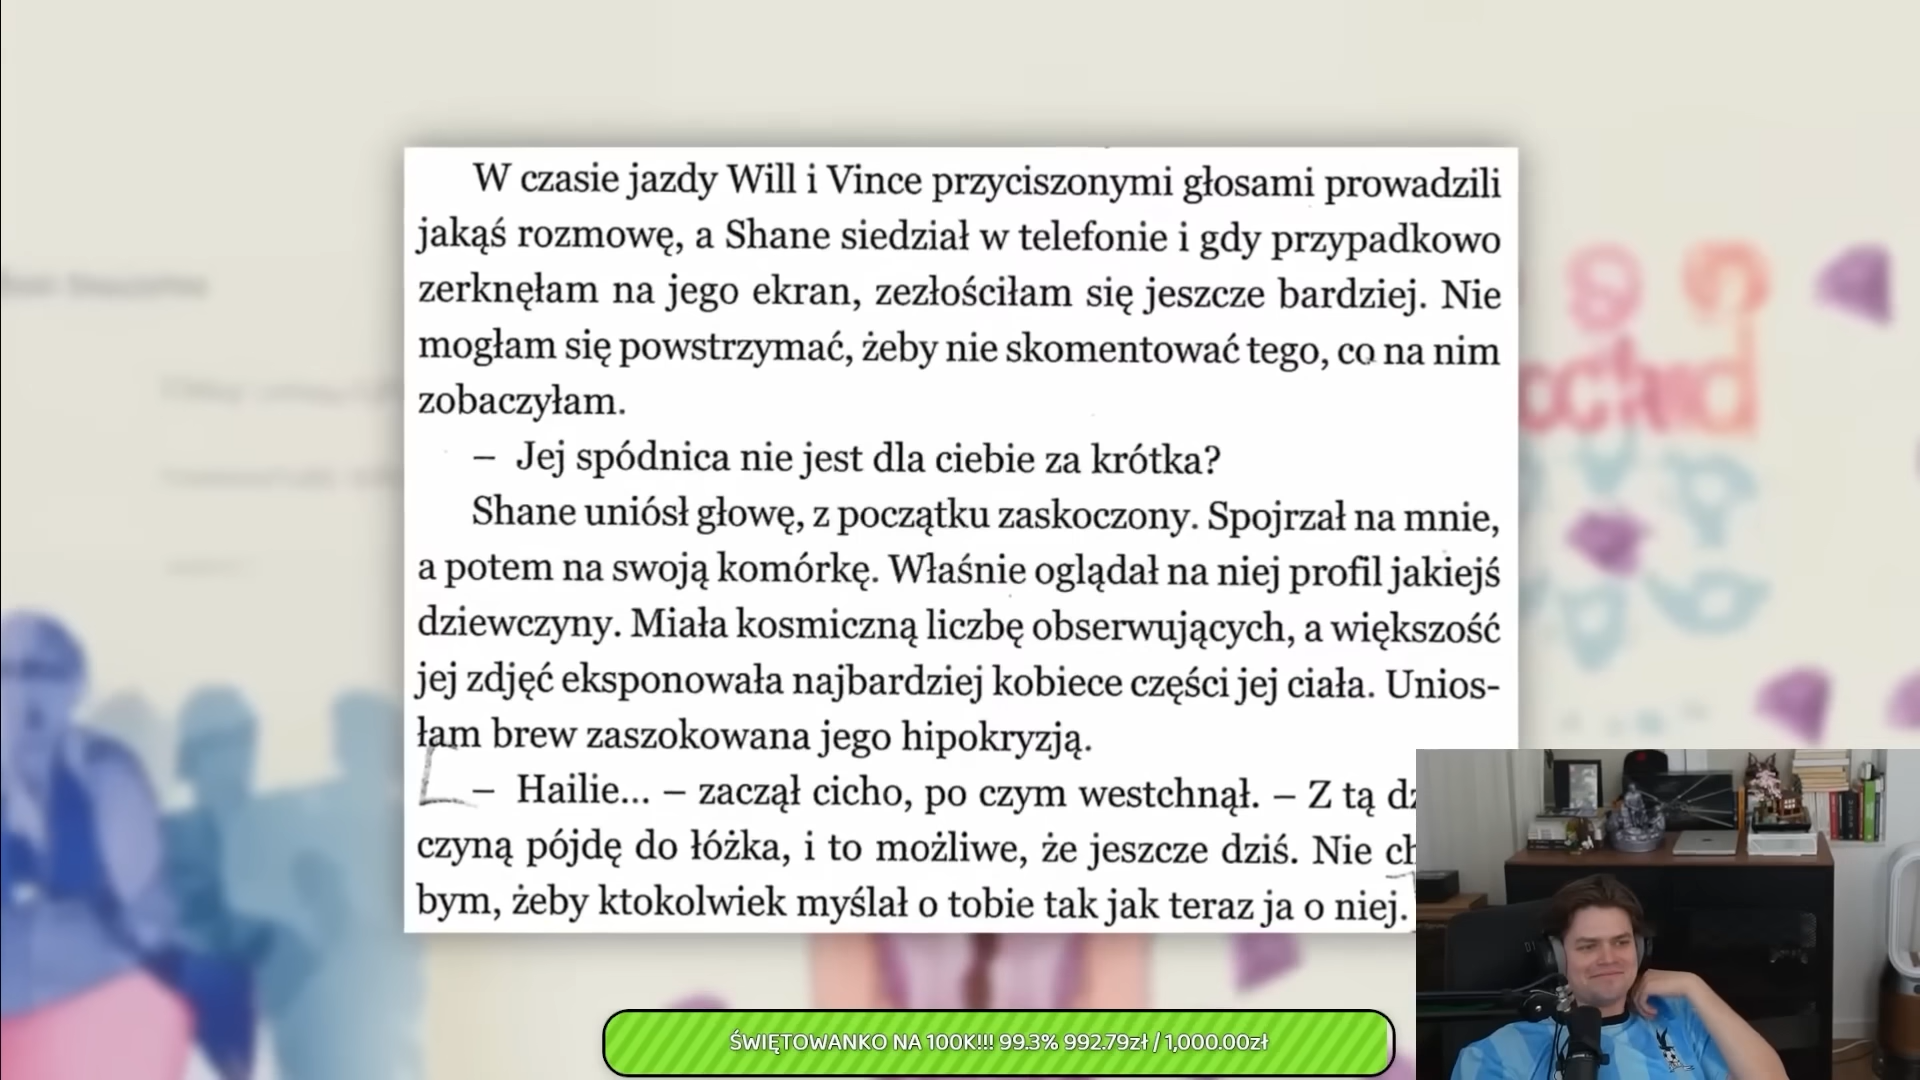 W czasie jazdy Will i Vince przyciszonymi głosami prowadzili
jakąś rozmowę, a Shane siedział w telefonie i gdy przypadkowo
zerknęłam na jego ekran, zezłościłam się jeszcze bardziej. Nie
mogłam się powstrzymać, żeby nie skomentować tego, co na nim
zobaczyłam.
– Jej spódnica nie jest dla ciebie za krótka?
Shane uniósł głowę, z początku zaskoczony. Spojrzał na mnie,
a potem na swoją komórkę. Właśnie oglądał na niej profil jakiejś
dziewczyny. Miała kosmiczną liczbę obserwujących, a większość
jej zdjęć eksponowała najbardziej kobiece części jej ciała. Unios-
łam brew zaszokowana jego hipokryzją.
– Hailie... – zaczął cicho, po czym westchnął. – Z tą
czyną pójdę do łóżka, i to możliwe, że jeszcze dziś. Nie
bym, żeby ktokolwiek myślał o tobie tak jak teraz ja o niej.
ŚWIĘTOWANKO NA 100K!!! 99.3% 992.79zł / 1,000.00zł